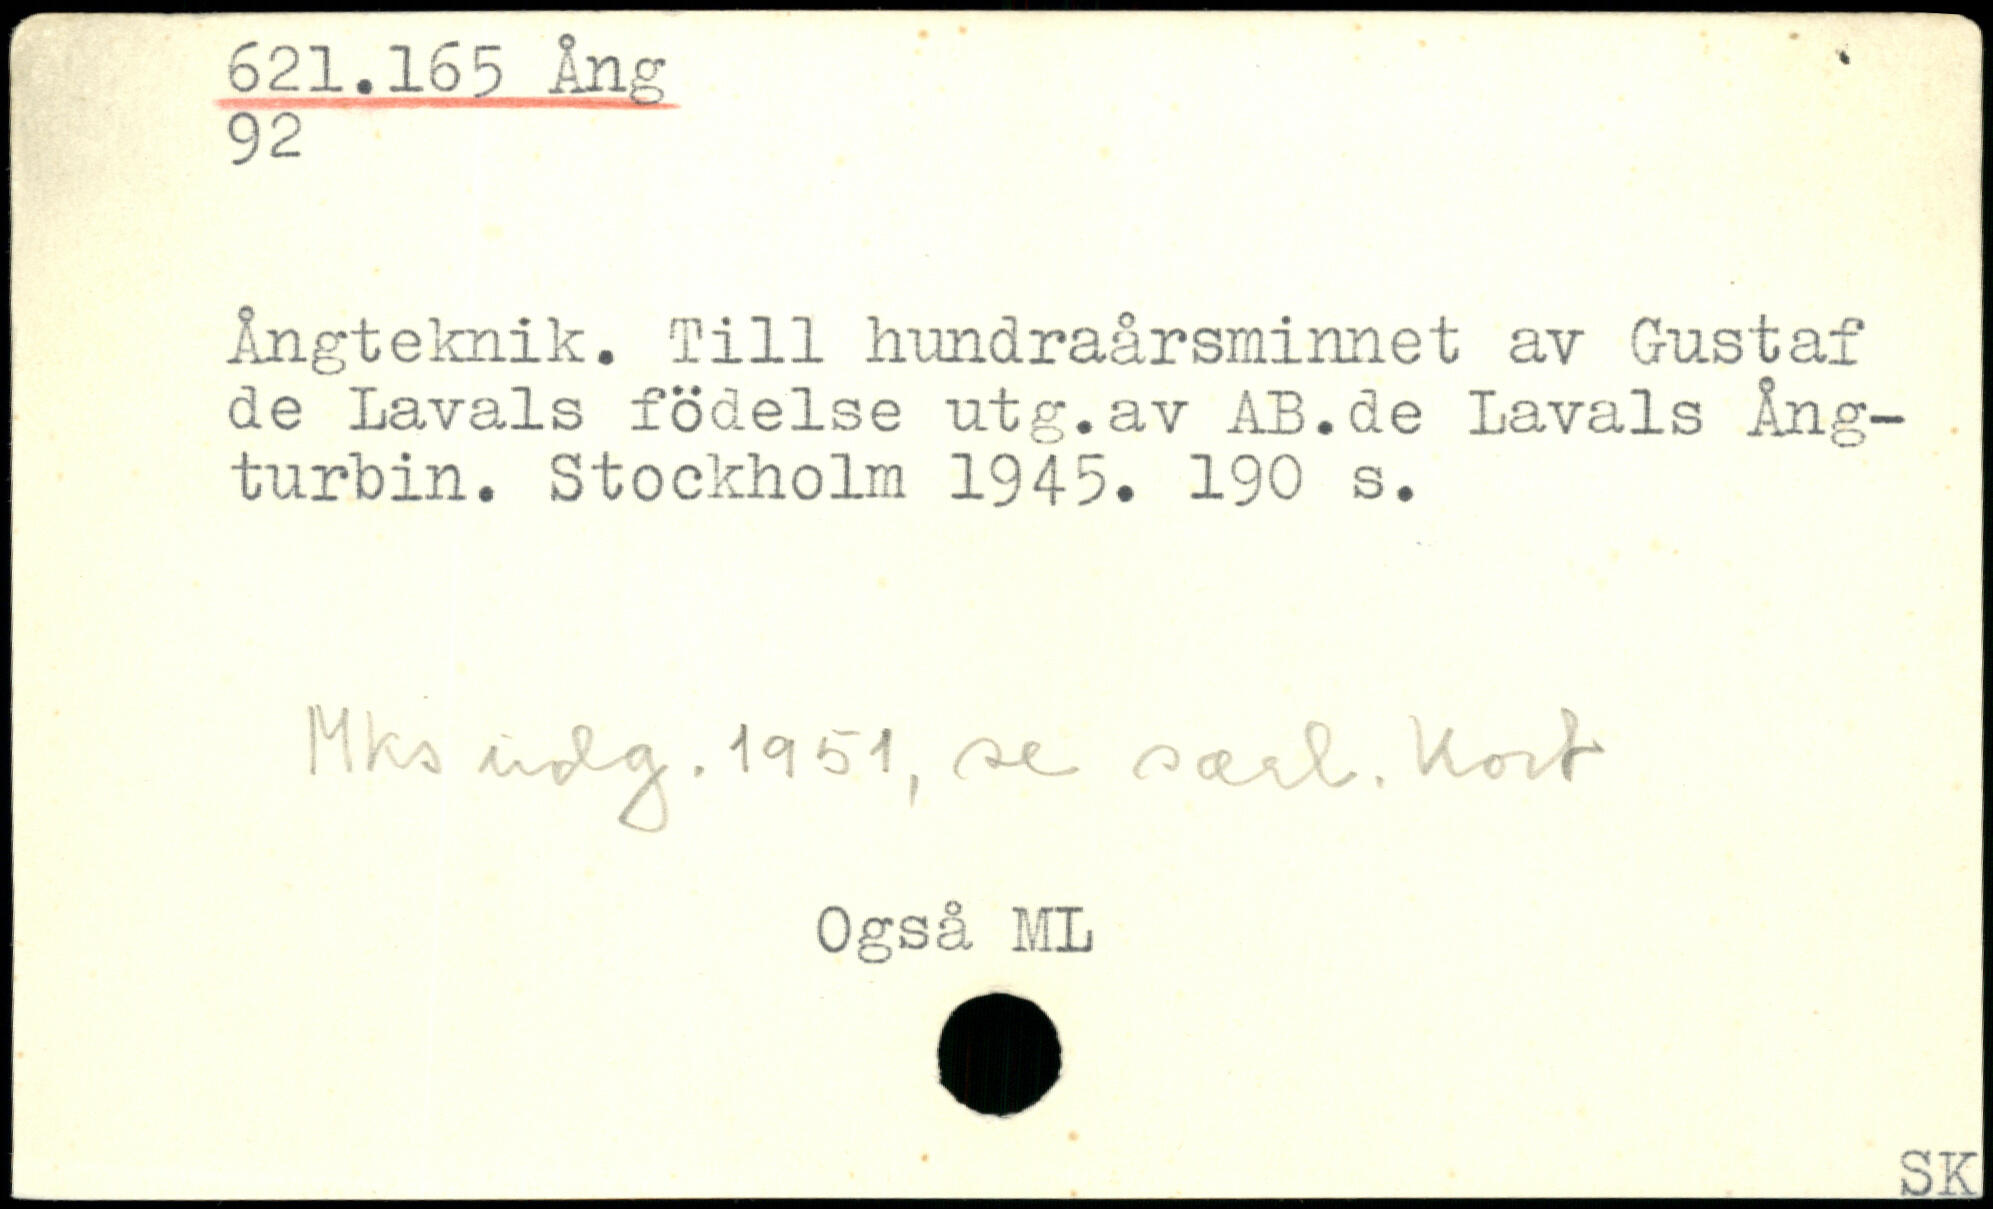 621.165 Ång
92
Ångteknik. Till hundraårsminnet av Gustaf
de Lavals födelse utg.av AB.de Lavals Ång-
turbin. Stockholm 1945. 190 s.
Mks udg. 1951, se særl. Kort
Også ML
SK